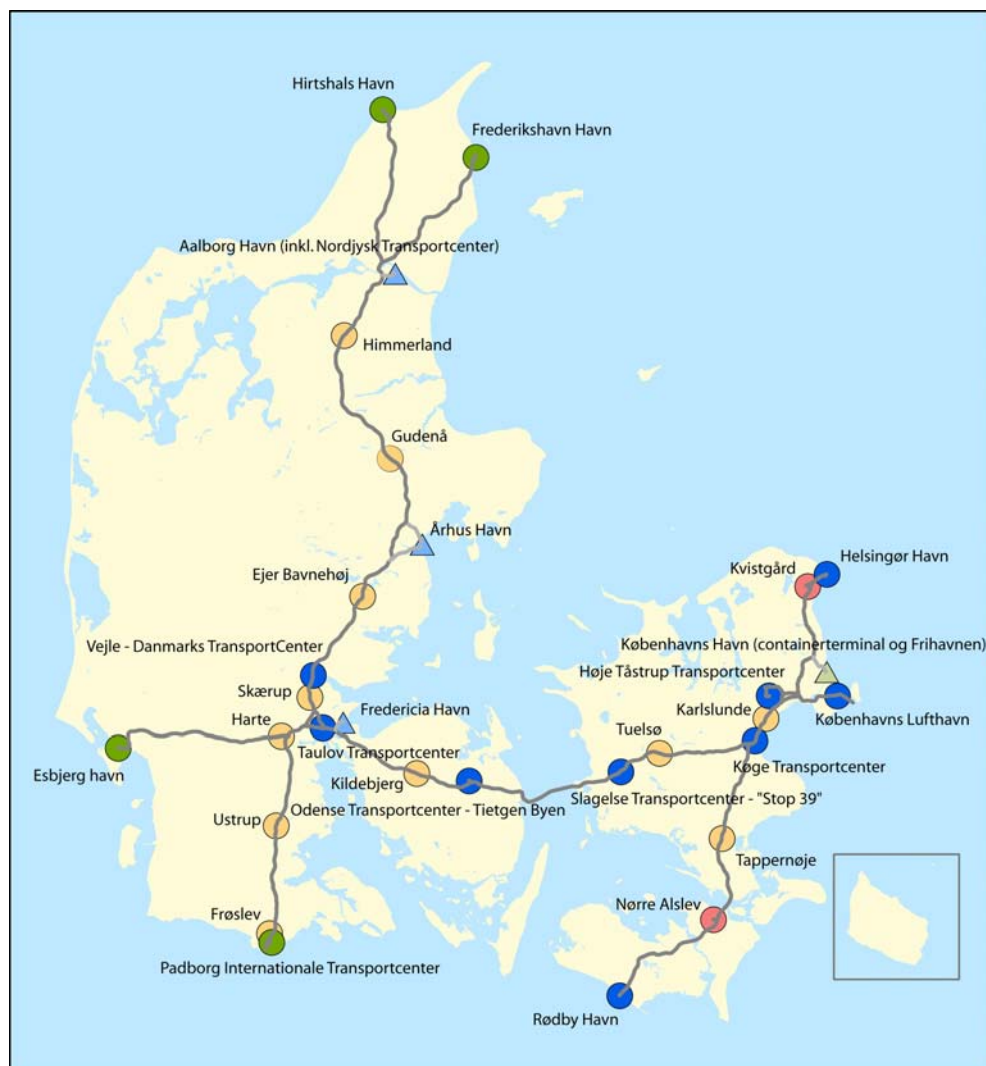 Hirtshals Havn
Frederikshavn Havn
Aalborg Havn (inkl. Nordjysk Transportcenter)
Himmerland
Gudenå
Århus Havn
Ejer Bavnehøj
Kvistgård
Helsingør Havn
Vejle - Danmarks TransportCenter
Københavns Havn (containerterminal og Frihavnen)
Høje Tåstrup Transportcenter
Skærup
Fredericia Havn
Karlslunde
Københavns Lufthavn
Harte
Tuelsø
Taulov Transportcenter
Køge Transportcenter
Esbjerg havn
Kildebjerg
Slagelse Transportcenter - "Stop 39"
Odense Transportcenter - Tietgen Byen
Ustrup
Tappernøje
Nørre Alslev
Frøslev
Padborg Internationale Transportcenter
Rødby Havn